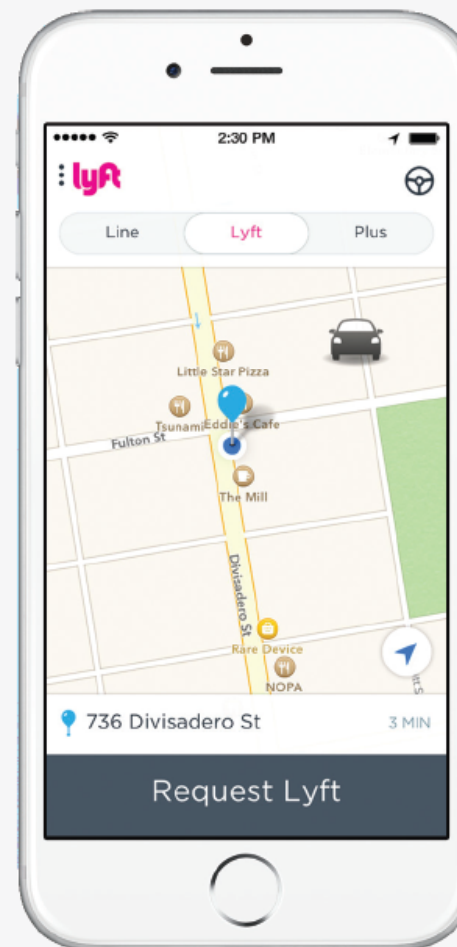 2:30 PM
lyft
Line
Lyft
Plus
Little Star Pizza
Tsunami
Eddie's Cafe
Fulton St
The Mill
Divisadero St
Rare Device
NOPA
736 Divisadero St
3 MIN
Request Lyft